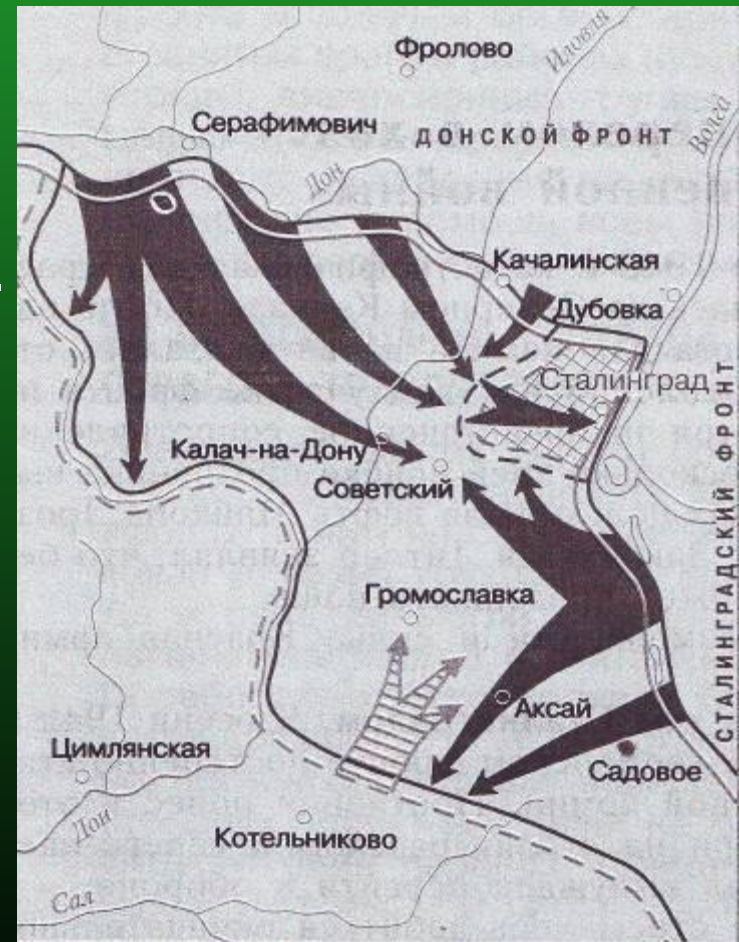 Фролово
Иловля
Серафимович
ДОНСКОЙ ФРОНТ
Волга
Дон
Качалинская
Дубовка
Сталинград
Калач-на-Дону
Советский
СТАЛИНГРАДСКИЙ ФРОНТ
Громославка
Аксай
Садовое
Цимлянская
Дон
Котельниково
Сал